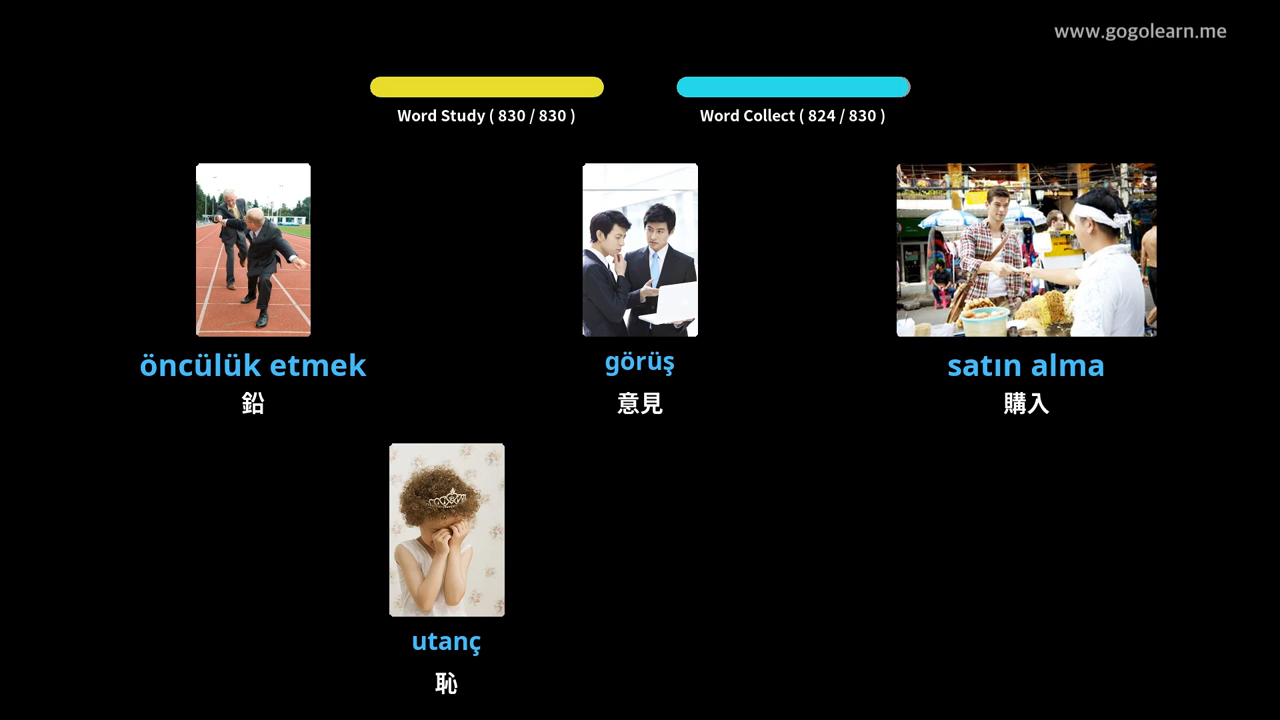 www.gogolearn.me
Word Study ( 830 / 830 )
Word Collect ( 824 / 830 )
öncülük etmek
鉛
görüş
意見
satın alma
購入
utanç
恥